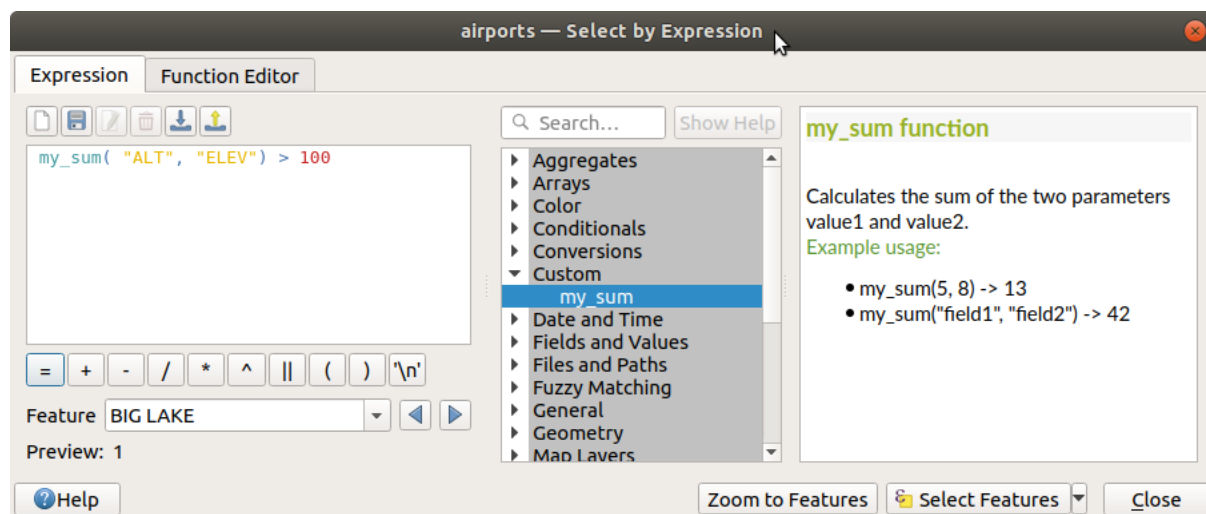 airports — Select by Expression
Expression
Function Editor
Search...
Show Help
my_sum( "ALT", "ELEV") > 100
=
+
-
/
*
^
||
(
)
'\n'
Feature
BIG LAKE
Preview: 1
Aggregates
Arrays
Color
Conditionals
Conversions
Custom
my_sum
Date and Time
Fields and Values
Files and Paths
Fuzzy Matching
General
Geometry
Map Layers
my_sum function
Calculates the sum of the two parameters
value1 and value2.
Example usage:
• my_sum(5, 8) -> 13
• my_sum("field1", "field2") -> 42
Help
Zoom to Features
Select Features
Close